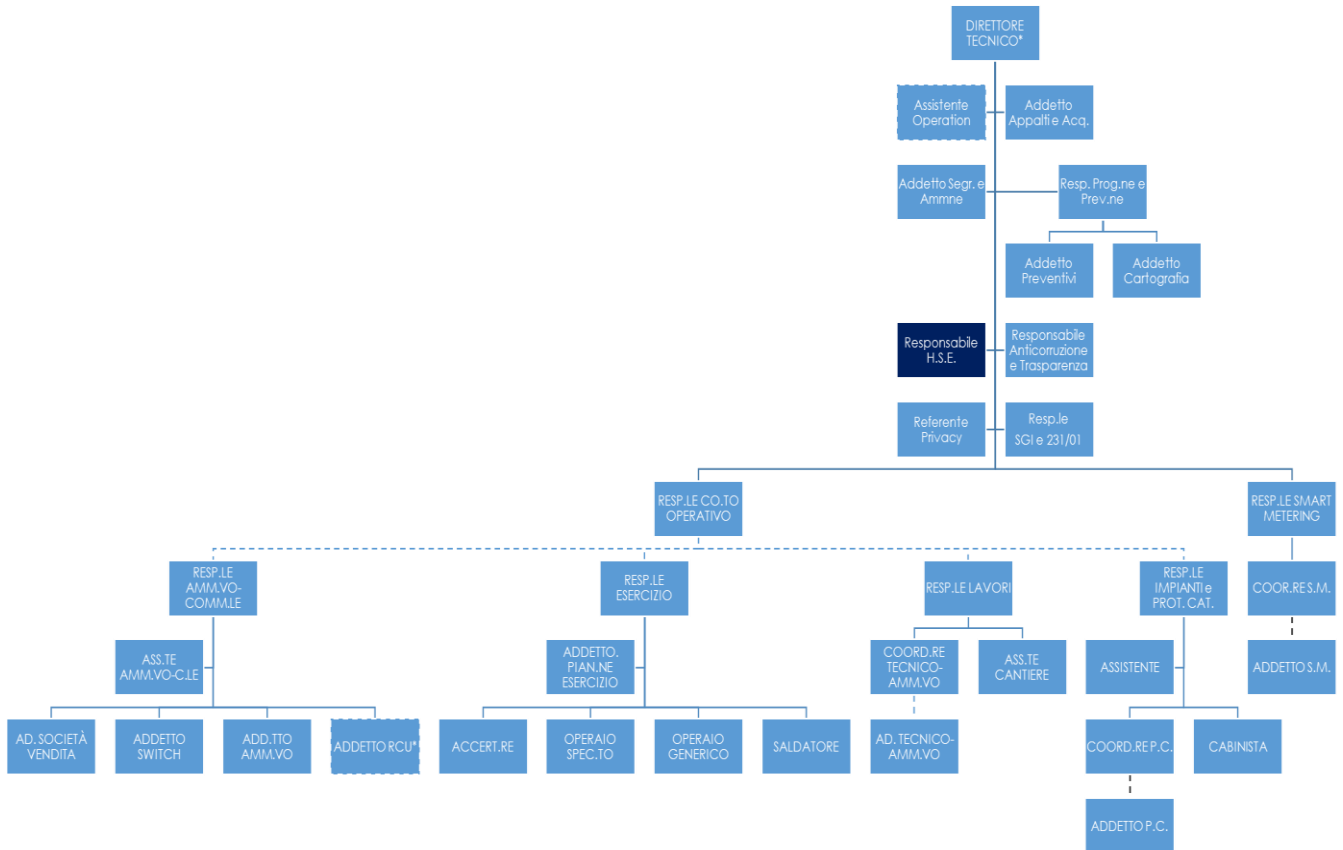 DIRETTORE
TECNICO*
Assistente
Operation
Addetto
Appalti e Acq.
Addetto Segr. e
Ammne
Resp. Prog.ne e
Prev.ne
Addetto
Preventivi
Addetto
Cartografia
Responsabile
H.S.E.
Responsabile
Anticorruzione
e Trasparenza
Referente
Privacy
Resp.le
SGI e 231/01
RESP.LE CO.TO
OPERATIVO
RESP.LE SMART
METERING
RESP.LE
AMM.VO-
COMM.LE
RESP.LE
ESERCIZIO
RESP.LE LAVORI
RESP.LE
IMPIANTI e
PROT. CAT.
COOR.RE S.M.
ASS.TE
AMM.VO-C.LE
ADDETTO.
PIAN.NE
ESERCIZIO
COORD.RE
TECNICO-
AMM.VO
ASS.TE
CANTIERE
ASSISTENTE
ADDETTO S.M.
AD. SOCIETÀ
VENDITA
ADDETTO
SWITCH
ADD.TTO
AMM.VO
ADDETTO RCU*
ACCERT.RE
OPERAIO
SPEC.TO
OPERAIO
GENERICO
SALDATORE
AD. TECNICO-
AMM.VO
COORD.RE P.C.
CABINISTA
ADDETTO P.C.